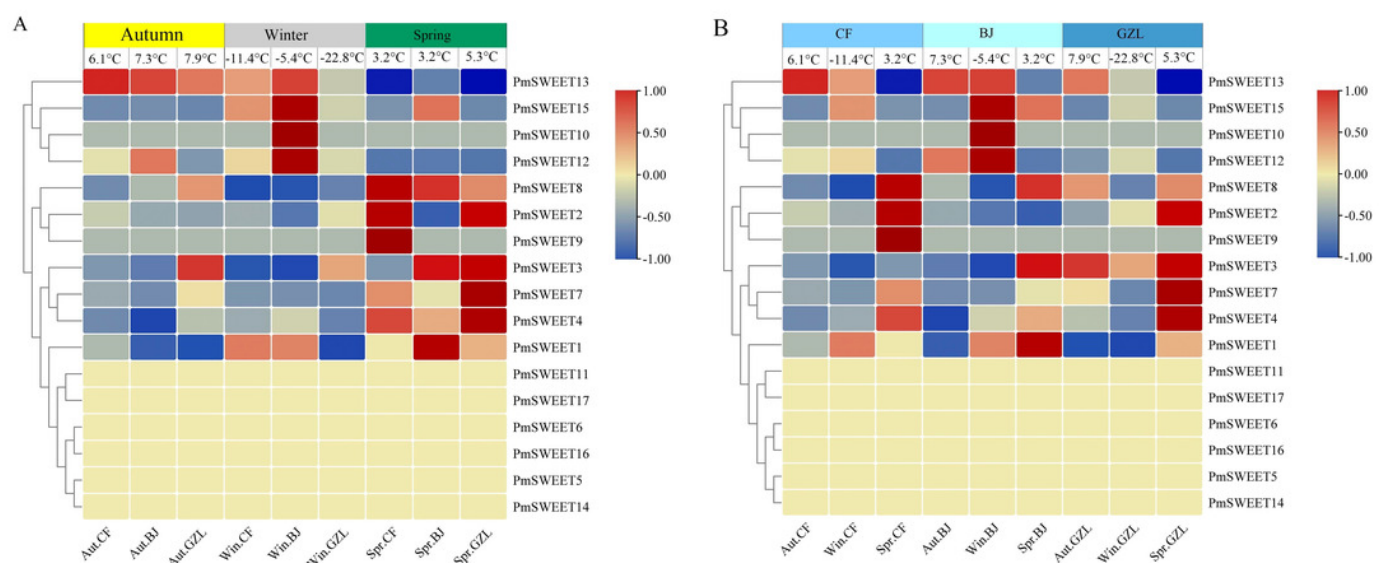 A
Autumn Winter Spring
6.1°C 7.3°C 7.9°C -11.4°C -5.4°C -22.8°C 3.2°C 3.2°C 5.3°C
PmSWEET13
PmSWEET15
PmSWEET10
PmSWEET12
PmSWEET8
PmSWEET2
PmSWEET9
PmSWEET3
PmSWEET7
PmSWEET4
PmSWEET1
PmSWEET11
PmSWEET17
PmSWEET6
PmSWEET16
PmSWEET5
PmSWEET14
1.00
0.50
0.00
-0.50
-1.00
Aut.CF Aut.BJ Aut.GZL Win.CF Win.BJ Win.GZL Spr.CF Spr.BJ Spr.GZL
B
CF BJ GZL
6.1°C -11.4°C 3.2°C 7.3°C -5.4°C 3.2°C 7.9°C -22.8°C 5.3°C
PmSWEET13
PmSWEET15
PmSWEET10
PmSWEET12
PmSWEET8
PmSWEET2
PmSWEET9
PmSWEET3
PmSWEET7
PmSWEET4
PmSWEET1
PmSWEET11
PmSWEET17
PmSWEET6
PmSWEET16
PmSWEET5
PmSWEET14
1.00
0.50
0.00
-0.50
-1.00
Aut.CF Win.CF Spr.CF Aut.BJ Win.BJ Spr.BJ Aut.GZL Win.GZL Spr.GZL